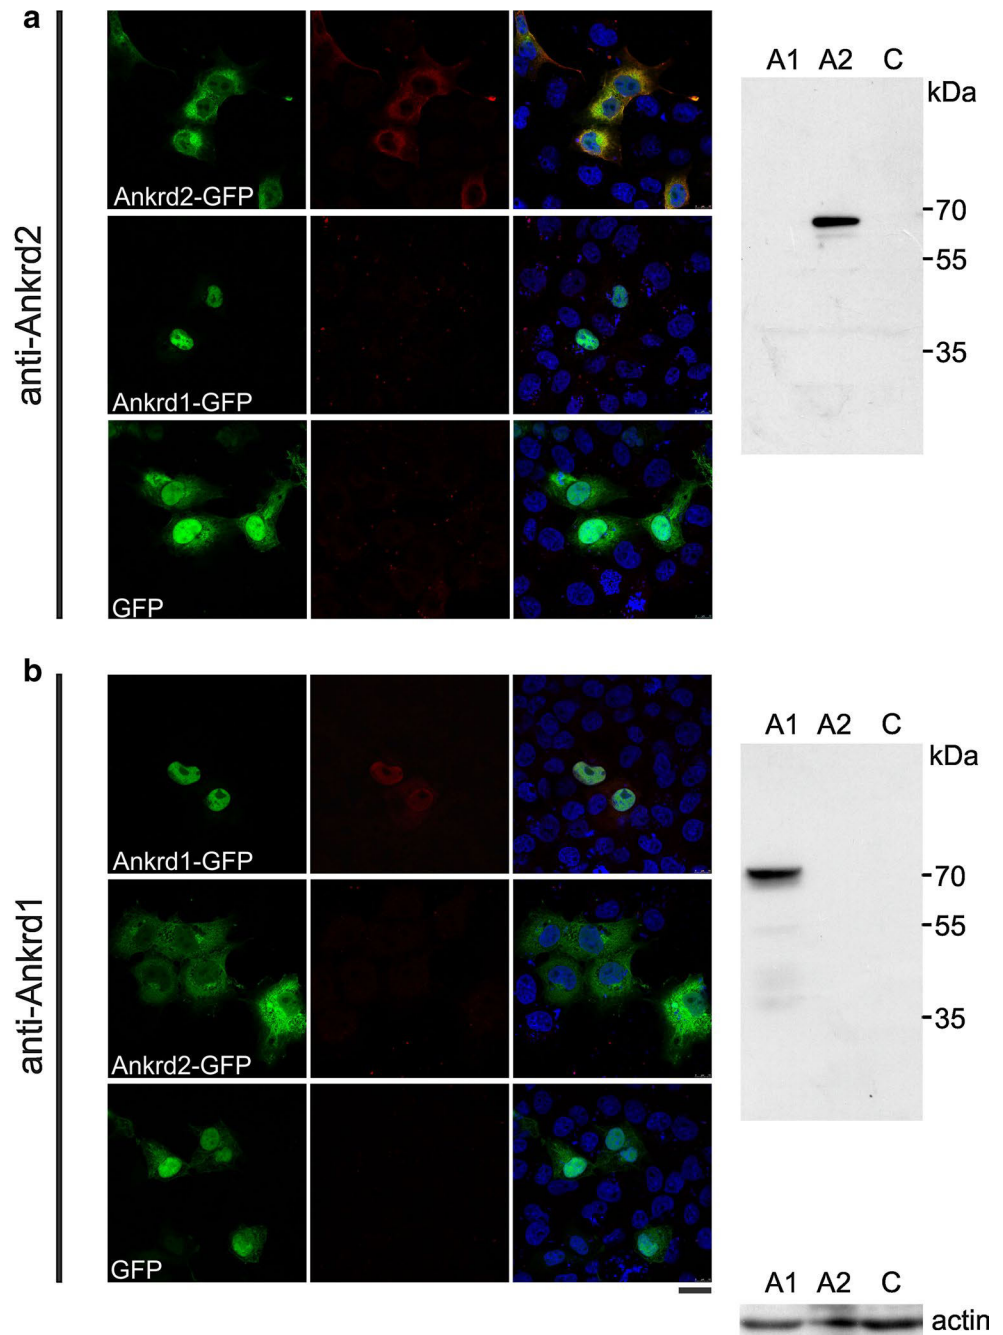 a
anti-Ankrd2
Ankrd2-GFP
Ankrd1-GFP
GFP
A1 A2 C
kDa
-70
-55
-35
b
anti-Ankrd1
Ankrd1-GFP
Ankrd2-GFP
GFP
A1 A2 C
kDa
-70
-55
-35
A1 A2 C
actin